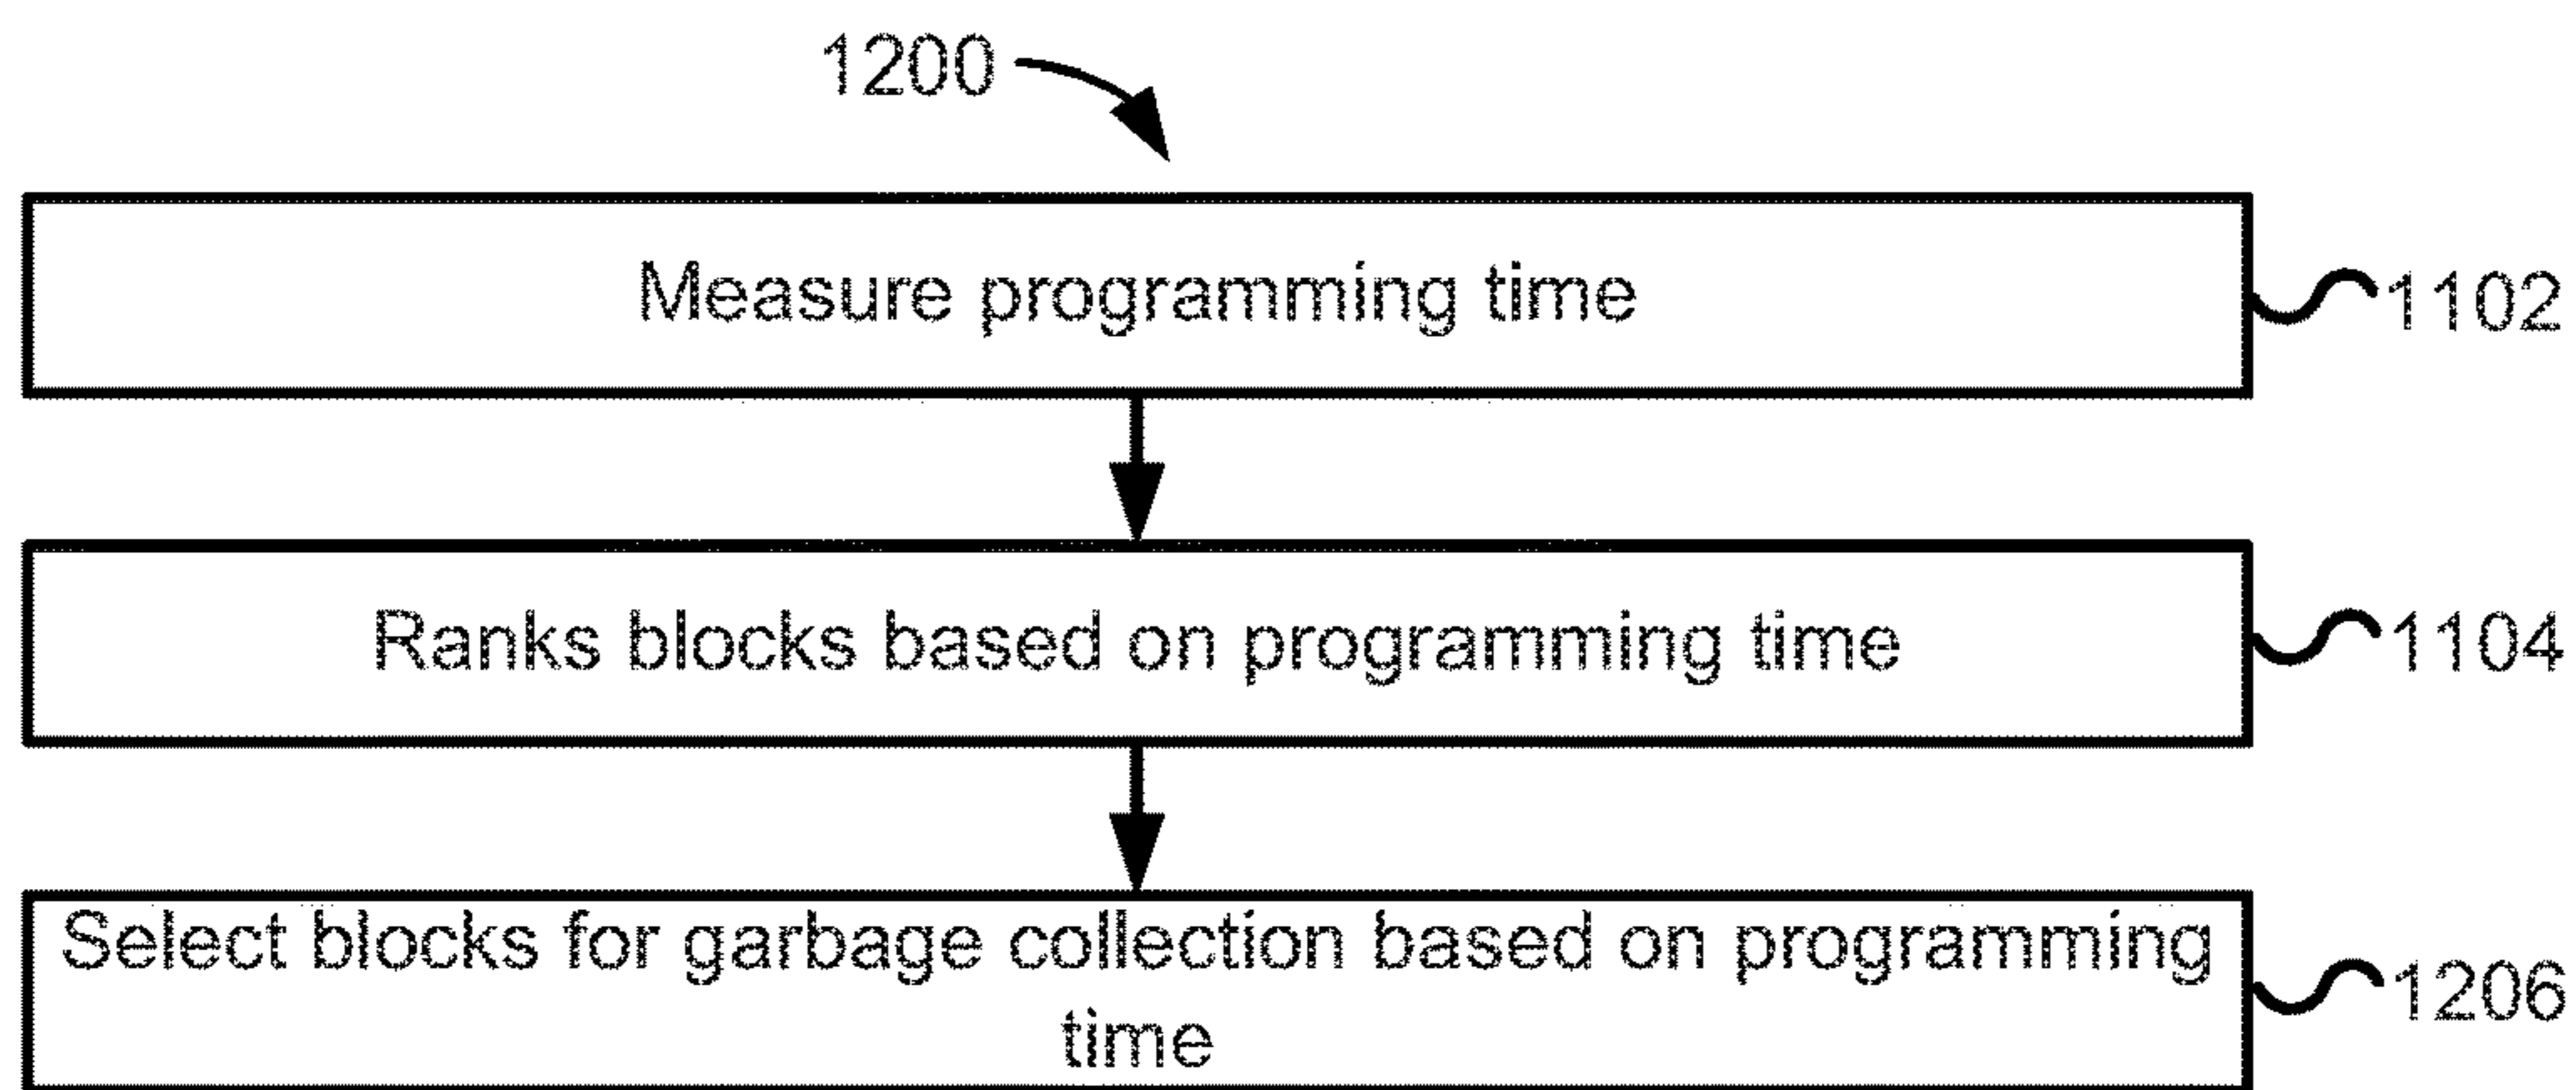 1200
Measure programming time
1102
Ranks blocks based on programming time
1104
Select blocks for garbage collection based on programming
time
1206